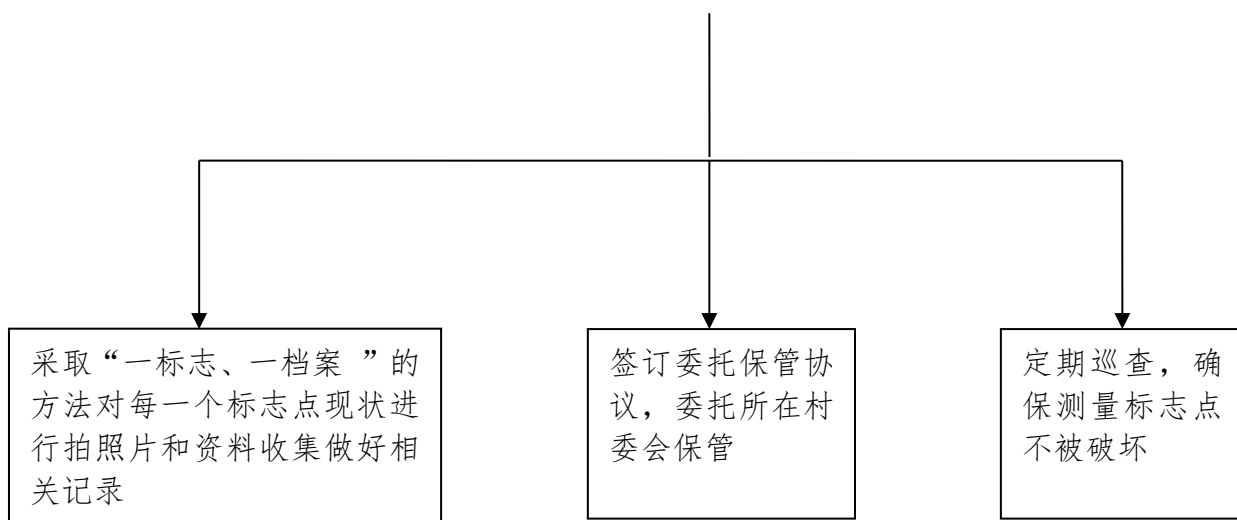 采取“一标志、一档案 ”的
方法对每一个标志点现状进
行拍照片和资料收集做好相
关记录
签订委托保管协
议，委托所在村
委会保管
定期巡查，确
保测量标志点
不被破坏